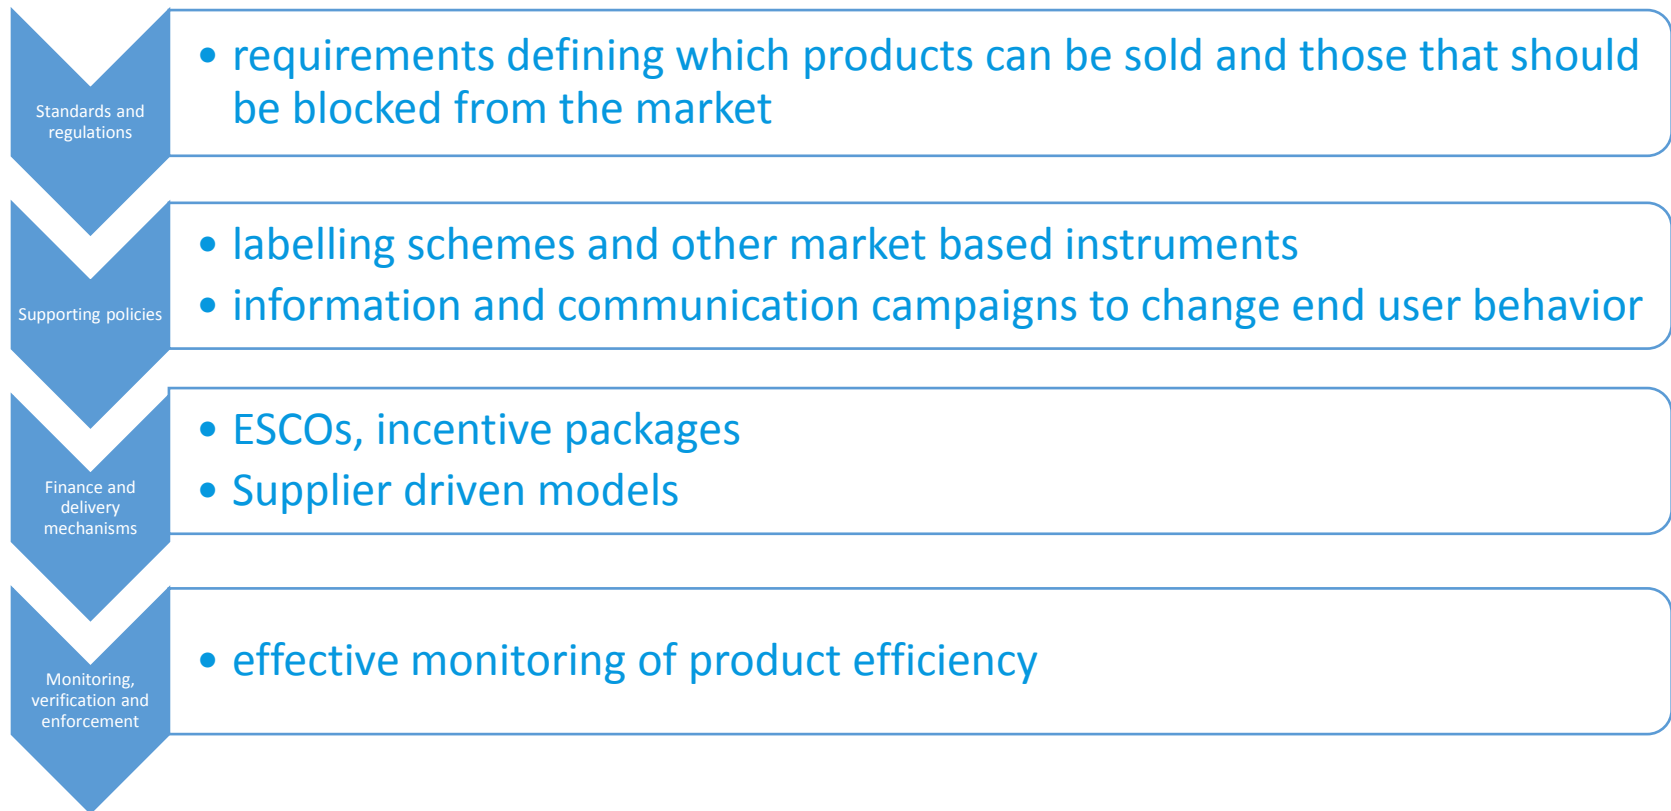 Standards and
regulations
• requirements defining which products can be sold and those that should
be blocked from the market
Supporting policies
• labelling schemes and other market based instruments
• information and communication campaigns to change end user behavior
Finance and
delivery
mechanisms
• ESCOs, incentive packages
• Supplier driven models
Monitoring,
verification and
enforcement
• effective monitoring of product efficiency